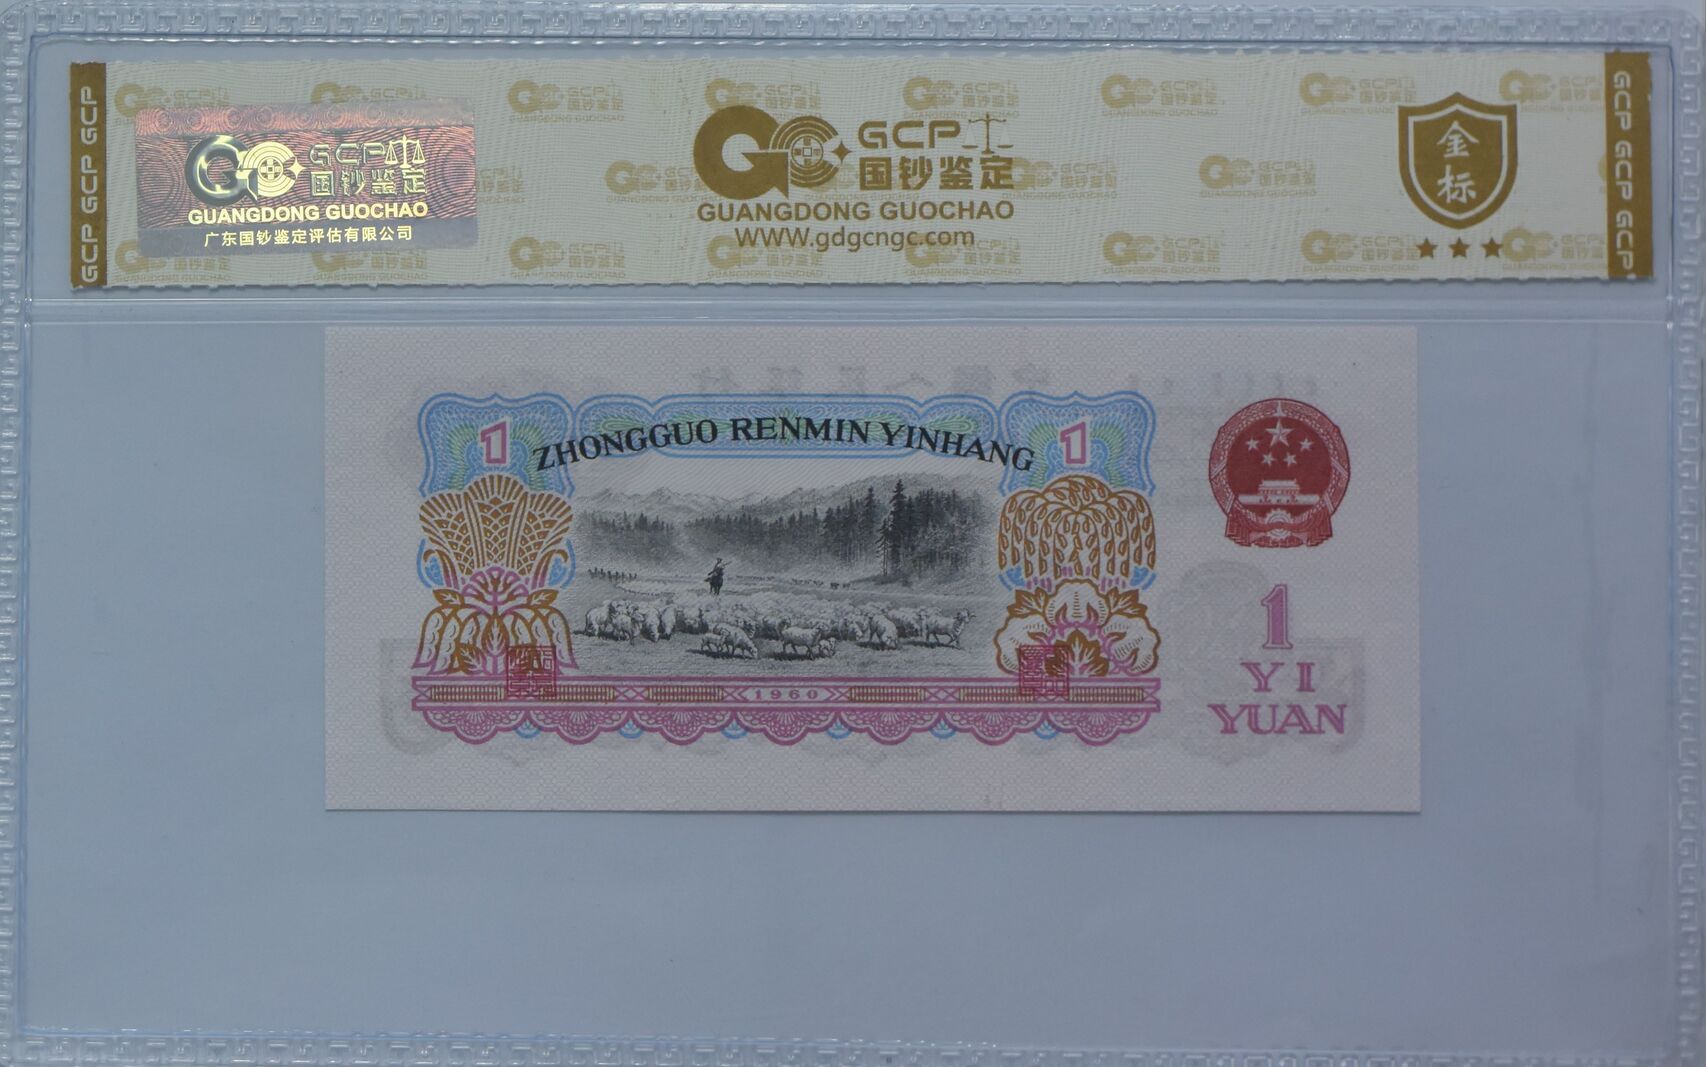 GCP GCP GCP
GCP
国钞鉴定
GUANGDONG GUOCHAO
广东国钞鉴定评估有限公司
GCP
国钞鉴定
GUANGDONG GUOCHAO
WWW.gdgcngc.com
金标
GCP GCP GCP
1
ZHONGGUO RENMIN YINHANG
1
1960
1
YI
YUAN